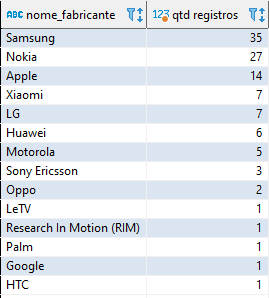 ABC nome_fabricante 123 qtd registros
Samsung 35
Nokia 27
Apple 14
Xiaomi 7
LG 7
Huawei 6
Motorola 5
Sony Ericsson 3
Oppo 2
LeTV 1
Research In Motion (RIM) 1
Palm 1
Google 1
HTC 1